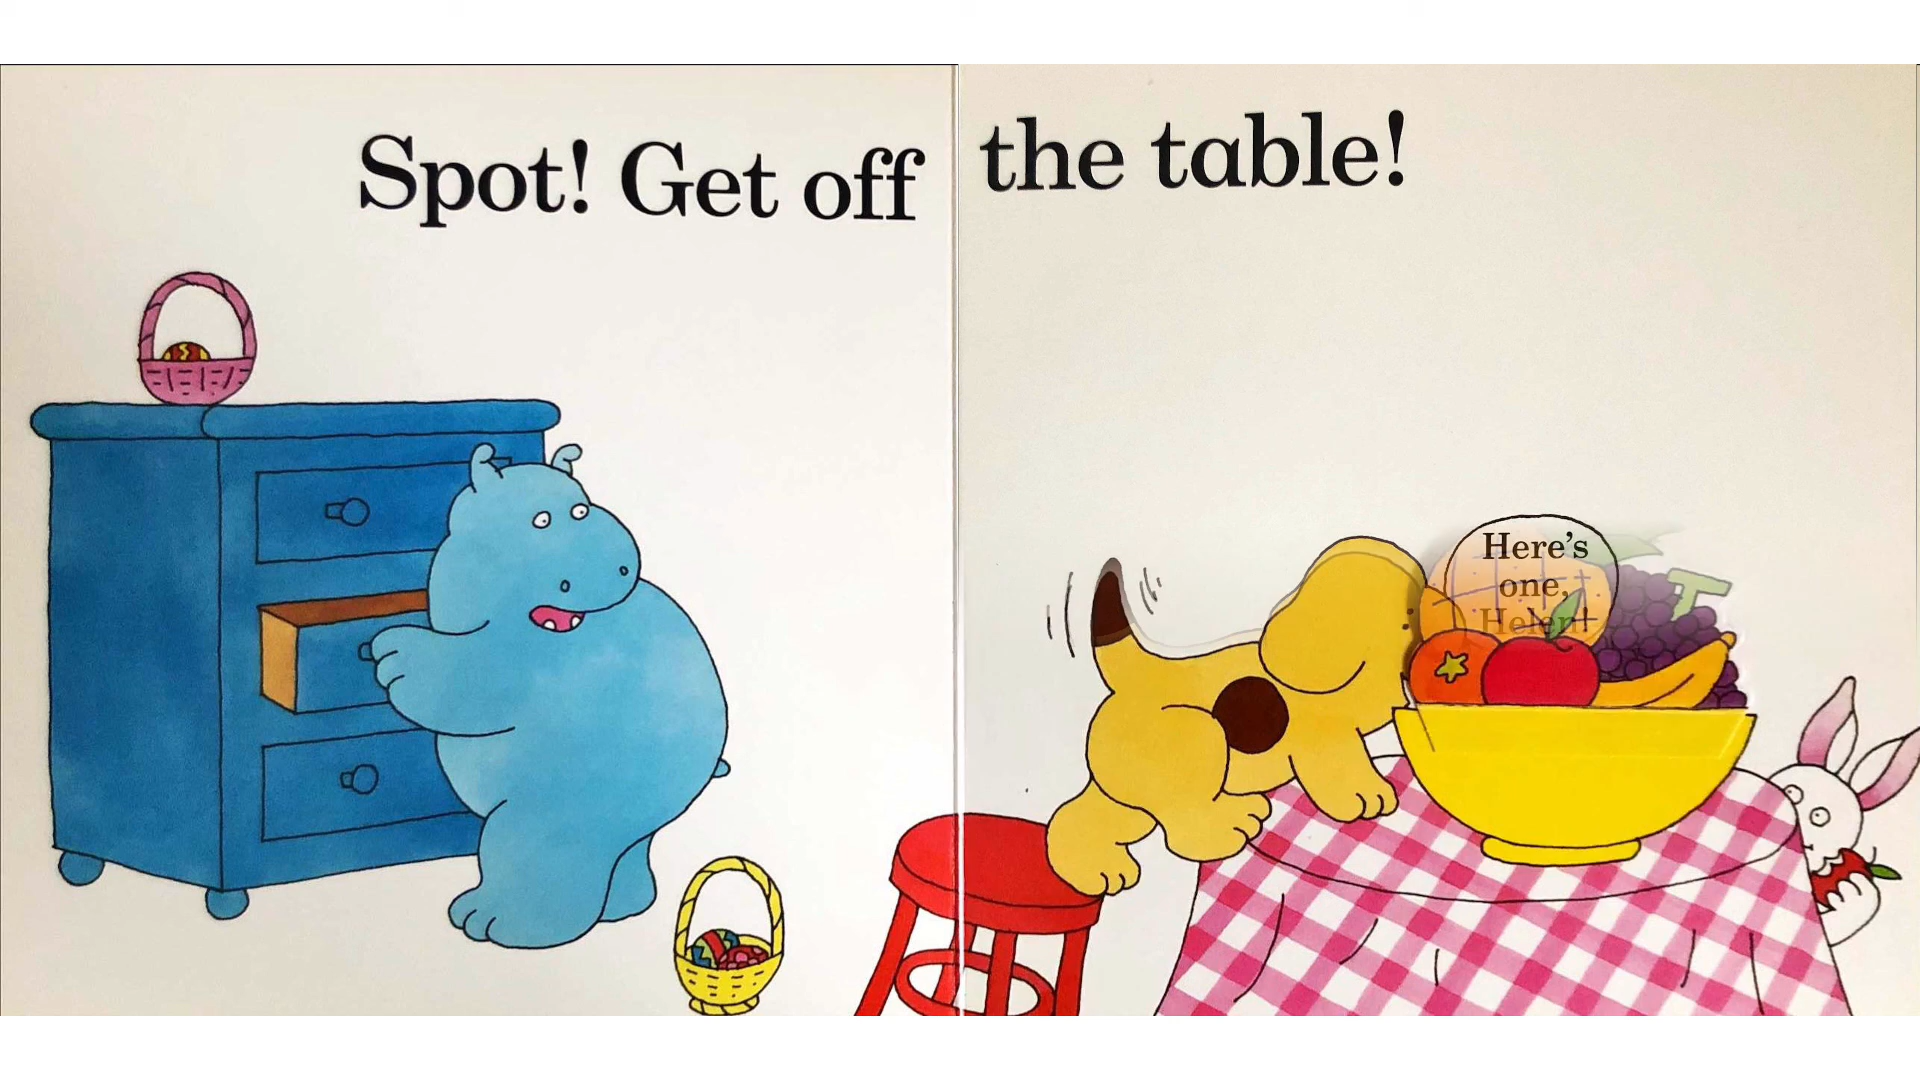 Spot! Get off the table!
Here's
one,
Helen!